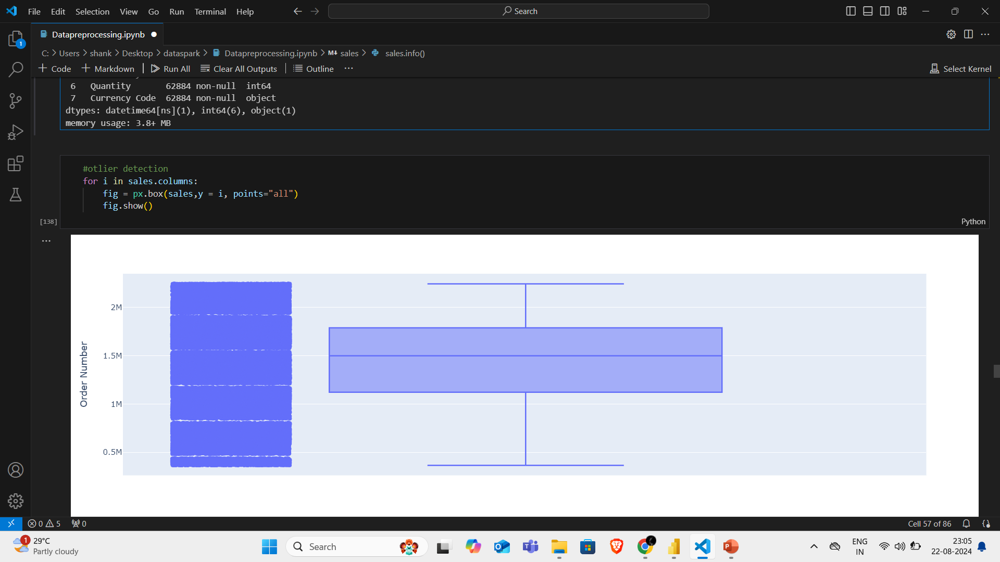 File Edit Selection View Go Run Terminal Help
Search
Datapreprocessing.ipynb
1
C: > Users > shank > Desktop > dataspark > Datapreprocessing.ipynb > M↓ sales > sales.info()
+ Code + Markdown | Run All Clear All Outputs | Outline ...
Select Kernel
6 Quantity 62884 non-null int64
7 Currency Code 62884 non-null object
dtypes: datetime64[ns](1), int64(6), object(1)
memory usage: 3.8+ MB
#otlier detection
for i in sales.columns:
fig = px.box(sales,y = i, points="all")
fig.show()
[138]
Python
...
2M
1.5M
1M
0.5M
Order Number
0 5 0
Cell 57 of 86
1
29°C
Partly cloudy
Search
ENG
IN
23:05
22-08-2024